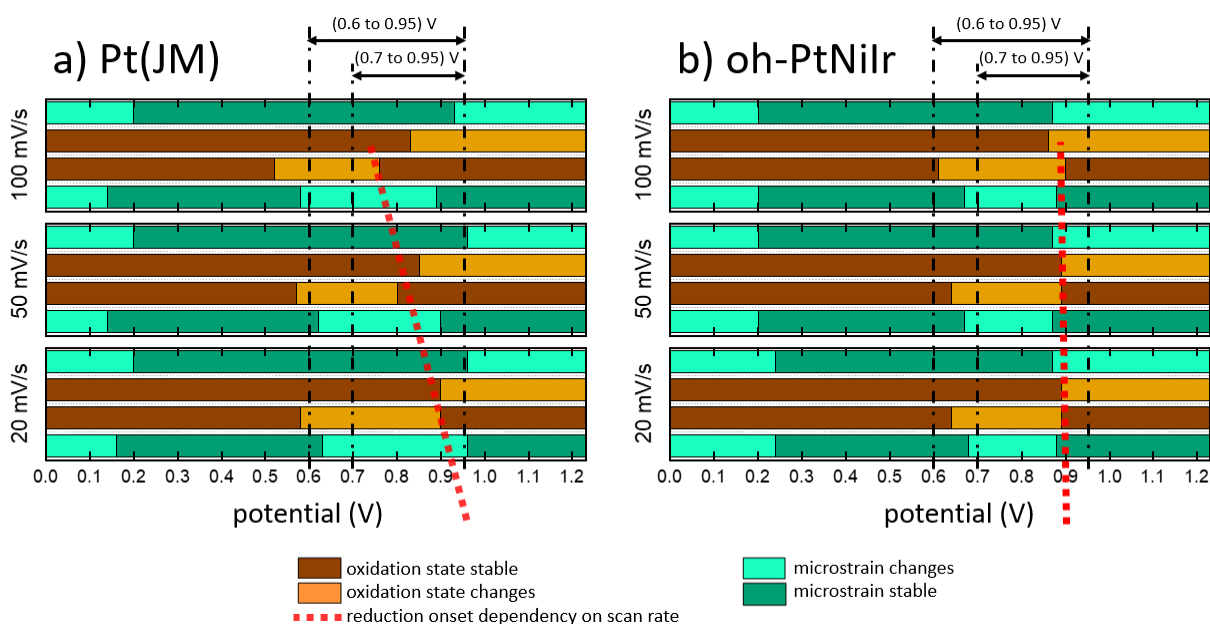 (0.6 to 0.95) V
(0.7 to 0.95) V
a) Pt(JM)
100 mV/s
50 mV/s
20 mV/s
0.0 0.1 0.2 0.3 0.4 0.5 0.6 0.7 0.8 0.9 1.0 1.1 1.2
potential (V)
(0.6 to 0.95) V
(0.7 to 0.95) V
b) oh-PtNiIr
100 mV/s
50 mV/s
20 mV/s
0.0 0.1 0.2 0.3 0.4 0.5 0.6 0.7 0.8 0.9 1.0 1.1 1.2
potential (V)
oxidation state stable
oxidation state changes
reduction onset dependency on scan rate
microstrain changes
microstrain stable